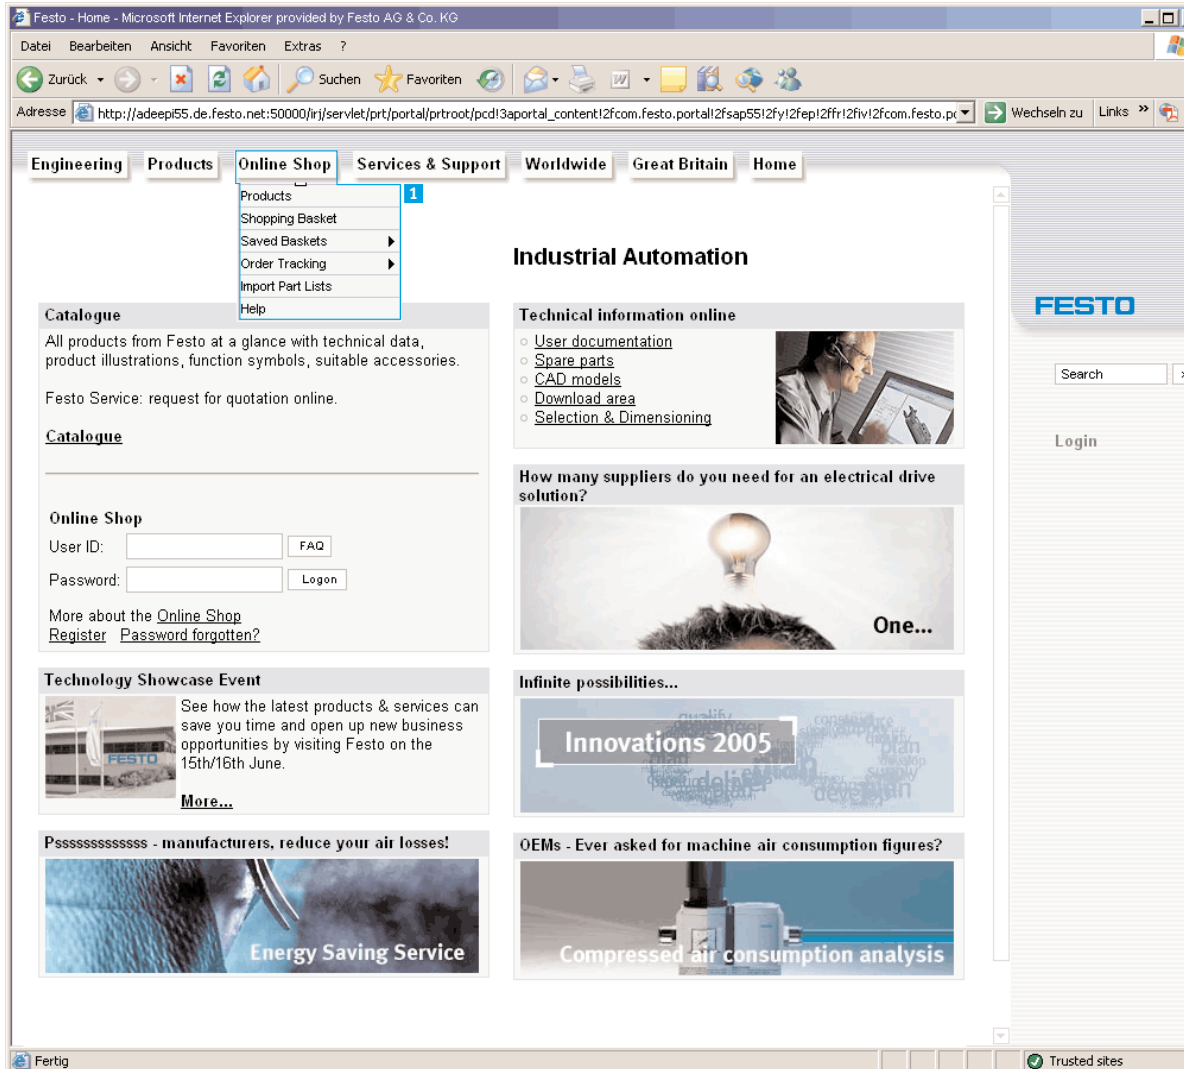 Festo - Home - Microsoft Internet Explorer provided by Festo AG & Co. KG
Datei Bearbeiten Ansicht Favoriten Extras ?
Zurück Suchen Favoriten
Adresse http://adeepi55.de.festo.net:50000/irj/servlet/prt/portal/prtroot/pcd!3aportal_content!2fcom.festo.portal!2fsap55!2fy!2fep!2ffr!2fiv!2fcom.festo.po Wechseln zu Links »
Engineering Products Online Shop Services & Support Worldwide Great Britain Home
Products 1
Shopping Basket
Saved Baskets
Order Tracking
Import Part Lists
Help
Industrial Automation
FESTO
Search
Login
Catalogue
All products from Festo at a glance with technical data,
product illustrations, function symbols, suitable accessories.
Festo Service: request for quotation online.
Catalogue
Online Shop
User ID: FAQ
Password: Logon
More about the Online Shop
Register Password forgotten?
Technical information online
User documentation
Spare parts
CAD models
Download area
Selection & Dimensioning
How many suppliers do you need for an electrical drive
solution?
One...
Technology Showcase Event
See how the latest products & services can
save you time and open up new business
opportunities by visiting Festo on the
15th/16th June.
More...
FESTO
Infinite possibilities...
Innovations 2005
Psssssssssssss - manufacturers, reduce your air losses!
Energy Saving Service
OEMs - Ever asked for machine air consumption figures?
Compressed air consumption analysis
Fertig
Trusted sites